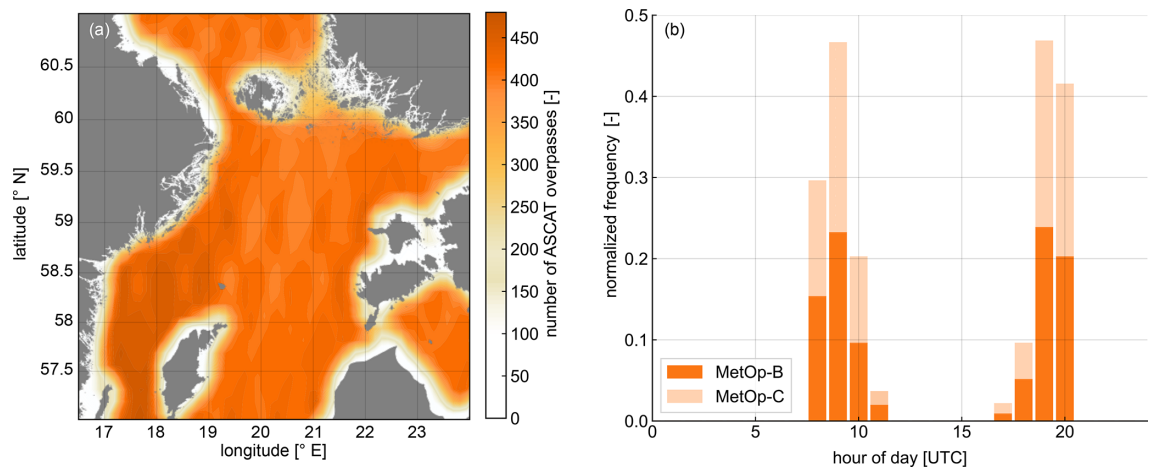 (a)
60.5
60
59.5
59
58.5
58
57.5
latitude [° N]
17 18 19 20 21 22 23
longitude [° E]
450
400
350
300
250
200
150
100
50
0
number of ASCAT overpasses [-]
(b)
0.5
0.4
0.3
0.2
0.1
0.0
normalized frequency [-]
MetOp-B
MetOp-C
0 5 10 15 20
hour of day [UTC]